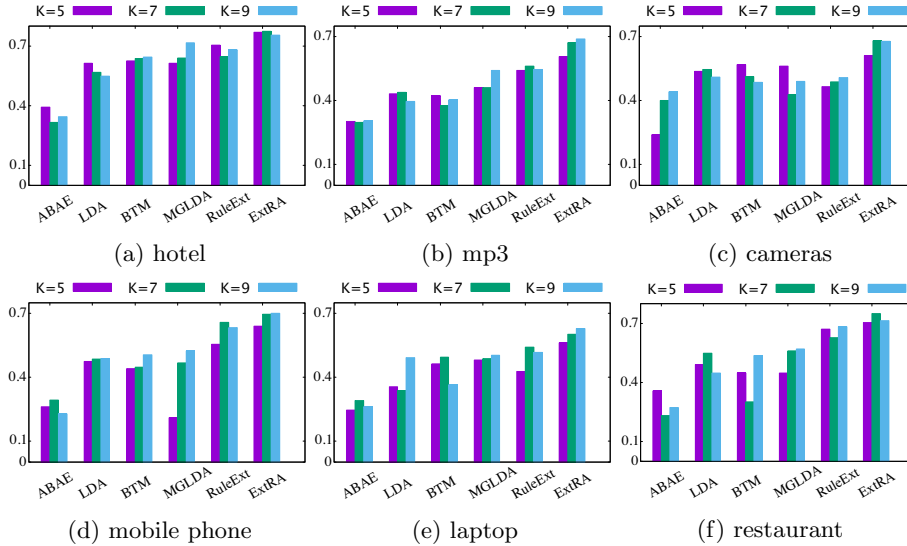 K=5 K=7 K=9
0.7
0.4
0.1
0
ABAE LDA BTM MGLDA RuleExt ExtRA
(a) hotel
K=5 K=7 K=9
0.7
0.4
0.1
0
ABAE LDA BTM MGLDA RuleExt ExtRA
(b) mp3
K=5 K=7 K=9
0.7
0.4
0.1
0
ABAE LDA BTM MGLDA RuleExt ExtRA
(c) cameras
K=5 K=7 K=9
0.7
0.4
0.1
0
ABAE LDA BTM MGLDA RuleExt ExtRA
(d) mobile phone
K=5 K=7 K=9
0.7
0.4
0.1
0
ABAE LDA BTM MGLDA RuleExt ExtRA
(e) laptop
K=5 K=7 K=9
0.7
0.4
0.1
0
ABAE LDA BTM MGLDA RuleExt ExtRA
(f) restaurant